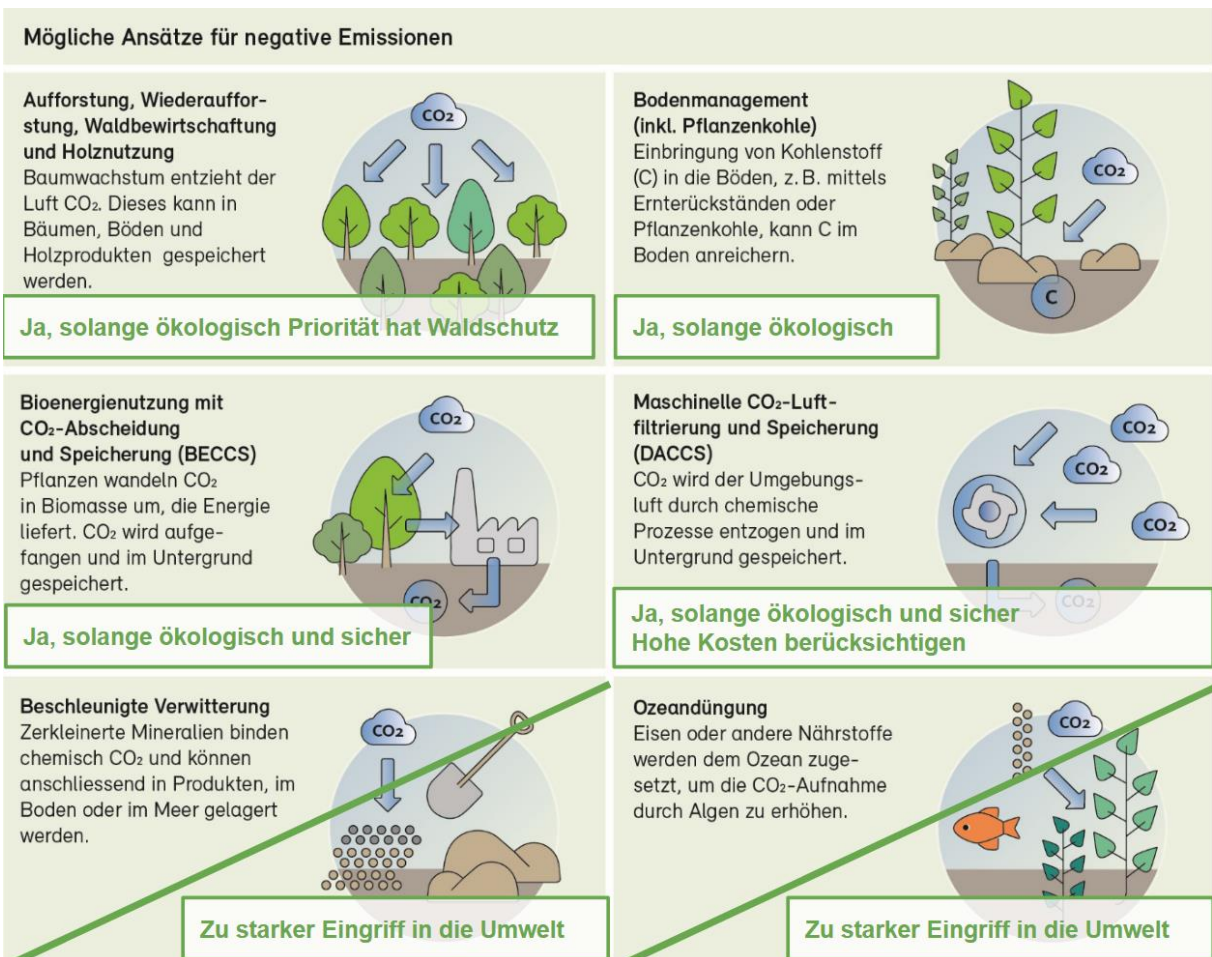 Mögliche Ansätze für negative Emissionen
Aufforstung, Wiederauffor-
stung, Waldbewirtschaftung
und Holznutzung
Baumwachstum entzieht der
Luft CO₂. Dieses kann in
Bäumen, Böden und
Holzprodukten gespeichert
werden.
CO₂
Ja, solange ökologisch Priorität hat Waldschutz
Bodenmanagement
(inkl. Pflanzenkohle)
Einbringung von Kohlenstoff
(C) in die Böden, z. B. mittels
Ernterückständen oder
Pflanzenkohle, kann C im
Boden anreichern.
CO₂
C
Ja, solange ökologisch
Bioenergienutzung mit
CO₂-Abscheidung
und Speicherung (BECCS)
Pflanzen wandeln CO₂
in Biomasse um, die Energie
liefert. CO₂ wird aufge-
fangen und im Untergrund
gespeichert.
CO₂
CO₂
Ja, solange ökologisch und sicher
Maschinelle CO₂-Luft-
filtrierung und Speicherung
(DACCS)
CO₂ wird der Umgebungs-
luft durch chemische
Prozesse entzogen und im
Untergrund gespeichert.
CO₂
CO₂
CO₂
CO₂
Ja, solange ökologisch und sicher
Hohe Kosten berücksichtigen
Beschleunigte Verwitterung
Zerkleinerte Mineralien binden
chemisch CO₂ und können
anschliessend in Produkten, im
Boden oder im Meer gelagert
werden.
CO₂
Zu starker Eingriff in die Umwelt
Ozeandüngung
Eisen oder andere Nährstoffe
werden dem Ozean zuge-
setzt, um die CO₂-Aufnahme
durch Algen zu erhöhen.
CO₂
Zu starker Eingriff in die Umwelt